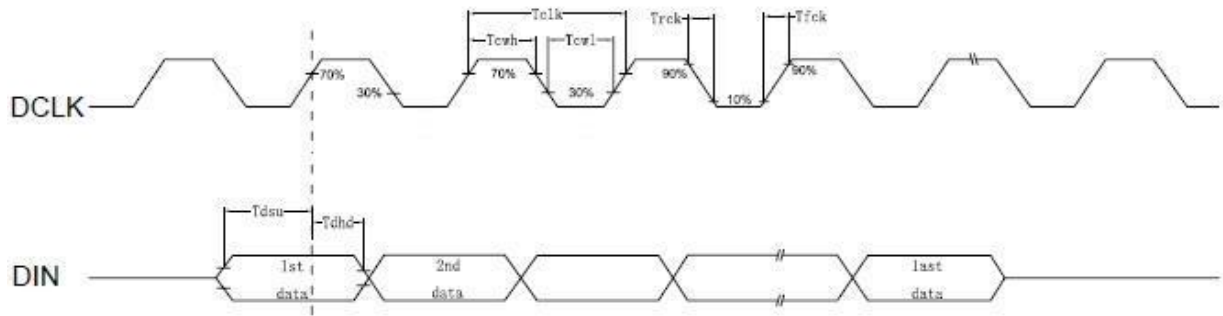 Tclk
Trck
Tfck
Tcwh
Tcwl
70%
30%
70%
30%
90%
10%
90%
DCLK
Tdsu
Tdhd
DIN
1st
data
2nd
data
last
data